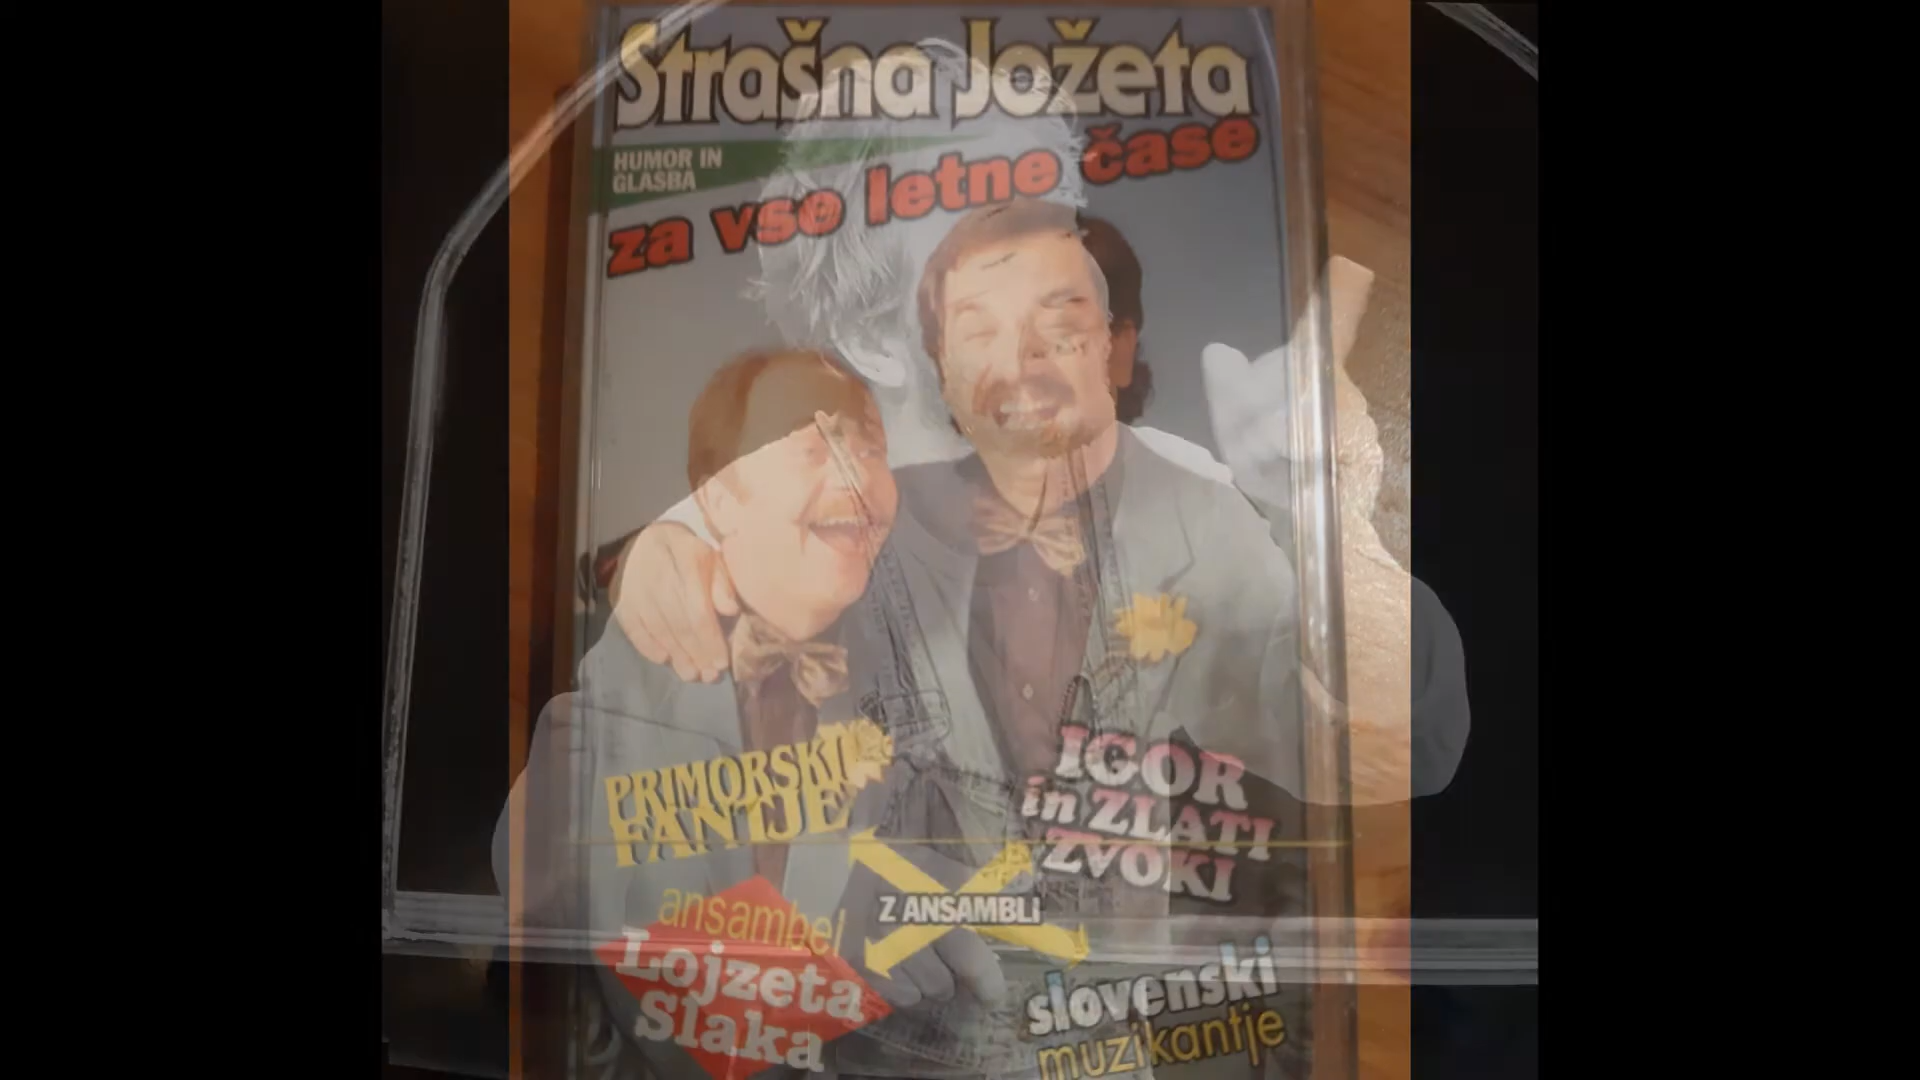 Strašna Jožeta
HUMOR IN
GLASBA
za vse letne čase
PRIMORSKI
FANTJE
IGOR
in ZLATI
ZVOKI
Z ANSAMBLI
ansambel
Lojzeta
Slaka
slovenski
muzikantje